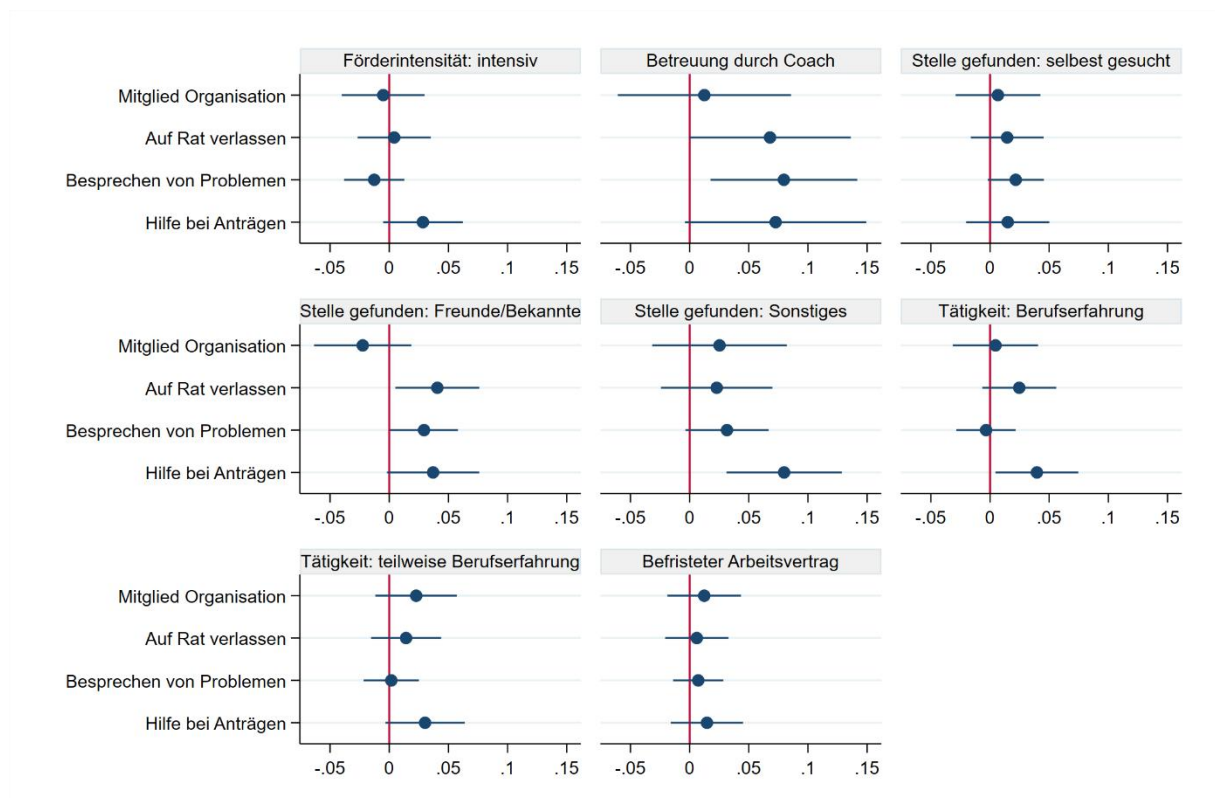 Förderintensität: intensiv
Betreuung durch Coach
Stelle gefunden: selbest gesucht
Mitglied Organisation
Auf Rat verlassen
Besprechen von Problemen
Hilfe bei Anträgen
-.05 0 .05 .1 .15
-.05 0 .05 .1 .15
-.05 0 .05 .1 .15
Stelle gefunden: Freunde/Bekannte
Stelle gefunden: Sonstiges
Tätigkeit: Berufserfahrung
Mitglied Organisation
Auf Rat verlassen
Besprechen von Problemen
Hilfe bei Anträgen
-.05 0 .05 .1 .15
-.05 0 .05 .1 .15
-.05 0 .05 .1 .15
Tätigkeit: teilweise Berufserfahrung
Befristeter Arbeitsvertrag
Mitglied Organisation
Auf Rat verlassen
Besprechen von Problemen
Hilfe bei Anträgen
-.05 0 .05 .1 .15
-.05 0 .05 .1 .15